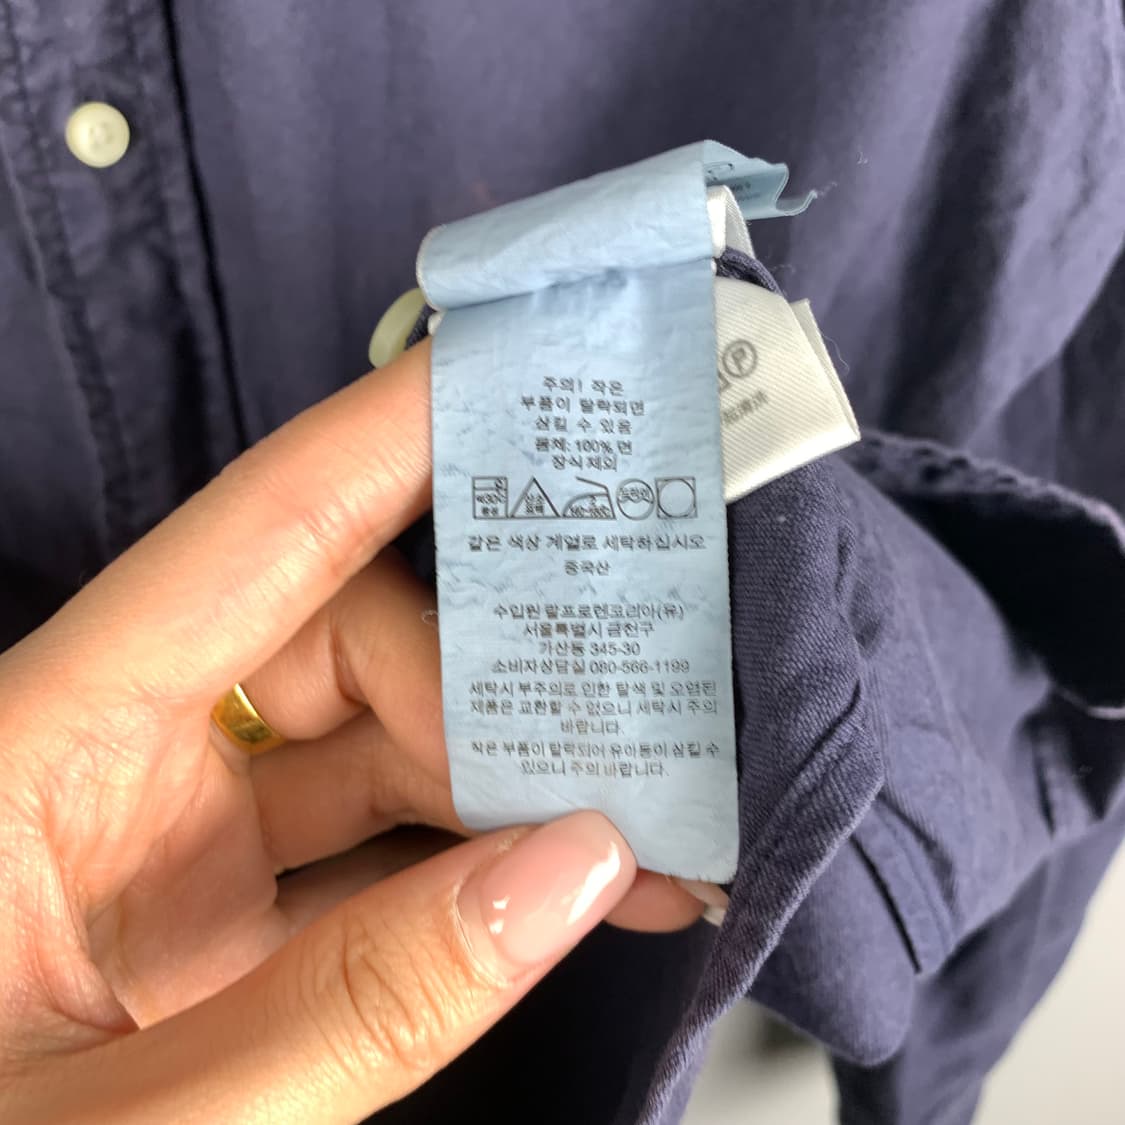 주의! 작은
부품이 탈락되면
삼킬 수 있음
몸체: 100% 면
장식제외
같은 색상 계열로 세탁하십시오
중국산
수입원 랄프로렌코리아(유)
서울특별시 금천구
가산동 345-30
소비자상담실 080-566-1199
세탁시 부주의로 인한 탈색 및 오염된
제품은 교환할 수 없으니 세탁시 주의
바랍니다.
작은 부품이 탈락되어 유아동이 삼킬 수
있으니 주의 바랍니다.
P